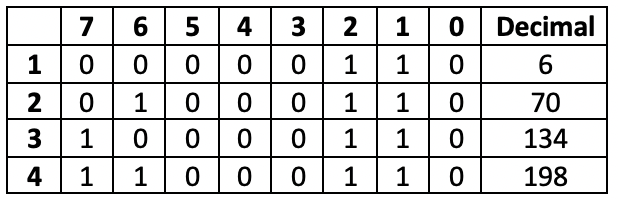 7 6 5 4 3 2 1 0 Decimal
1 0 0 0 0 0 1 1 0 6
2 0 1 0 0 0 1 1 0 70
3 1 0 0 0 0 1 1 0 134
4 1 1 0 0 0 1 1 0 198